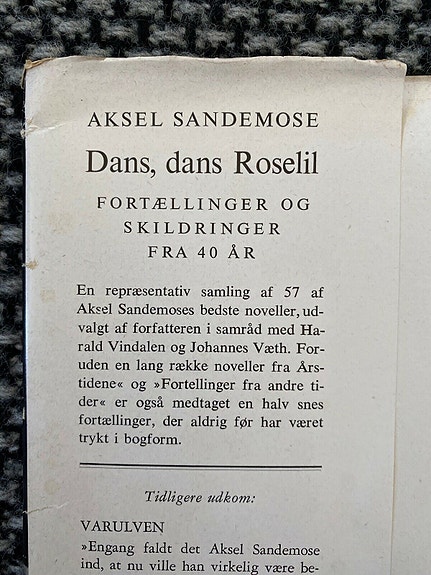 AKSEL SANDEMOSE
Dans, dans Roselil
FORTÆLLINGER OG
SKILDRINGER
FRA 40 ÅR
En repræsentativ samling af 57 af
Aksel Sandemoses bedste noveller, ud-
valgt af forfatteren i samråd med Ha-
rald Vindalen og Johannes Væth. For-
uden en lang række noveller fra Års-
tidene« og »Fortellinger fra andre ti-
der« er også medtaget en halv snes
fortællinger, der aldrig før har været
trykt i bogform.
Tidligere udkom:
VARULVEN
»Engang faldt det Aksel Sandemose
ind, at nu ville han virkelig være be-